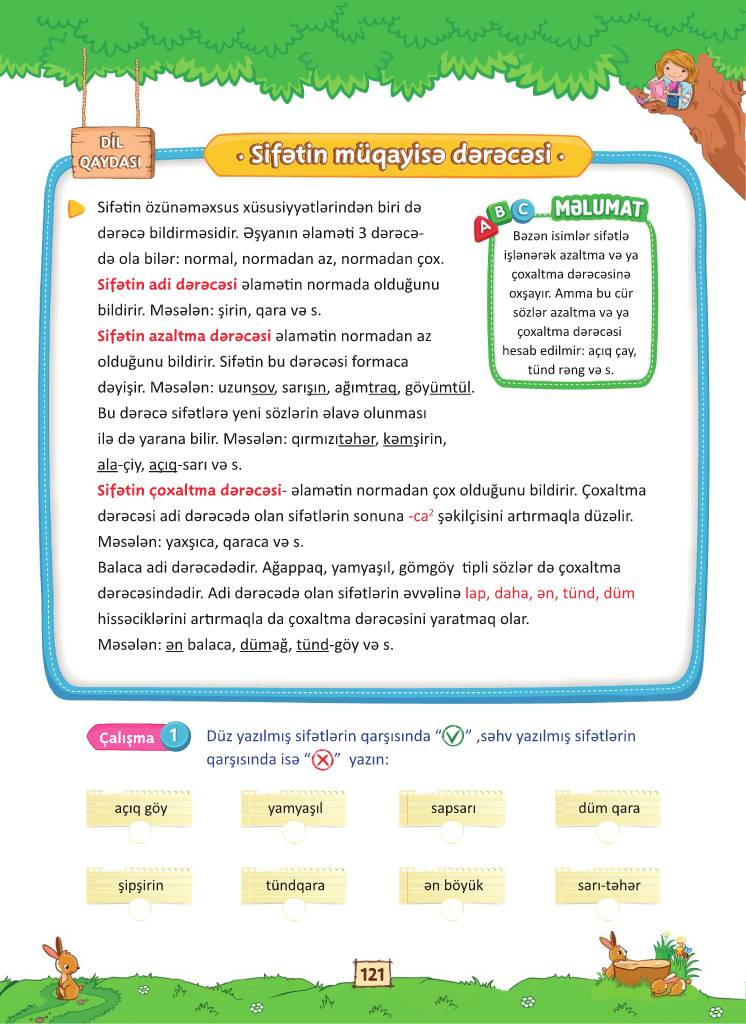 DİL
QAYDASI
• Sifətin müqayisə dərəcəsi •
Sifətin özünəməxsus xüsusiyyətlərindən biri də
dərəcə bildirməsidir. Əşyanın əlaməti 3 dərəcə-
də ola bilər: normal, normadan az, normadan çox.
Sifətin adi dərəcəsi əlamətin normada olduğunu
bildirir. Məsələn: şirin, qara və s.
Sifətin azaltma dərəcəsi əlamətin normadan az
olduğunu bildirir. Sifətin bu dərəcəsi formaca
dəyişir. Məsələn: uzunsov, sarışın, ağımtraq, göyümtül.
Bu dərəcə sifətlərə yeni sözlərin əlavə olunması
ilə də yarana bilir. Məsələn: qırmızıtəhər, kəmşirin,
ala-çiy, açıq-sarı və s.
Sifətin çoxaltma dərəcəsi- əlamətin normadan çox olduğunu bildirir. Çoxaltma
dərəcəsi adi dərəcədə olan sifətlərin sonuna -ca² şəkilçisini artırmaqla düzəlir.
Məsələn: yaxşıca, qaraca və s.
Balaca adi dərəcədədir. Ağappaq, yamyaşıl, gömgöy tipli sözlər də çoxaltma
dərəcəsindədir. Adi dərəcədə olan sifətlərin əvvəlinə lap, daha, ən, tünd, düm
hissəciklərini artırmaqla da çoxaltma dərəcəsini yaratmaq olar.
Məsələn: ən balaca, dümağ, tünd-göy və s.
A B C MƏLUMAT
Bəzən isimlər sifətlə
işlənərək azaltma və ya
çoxaltma dərəcəsinə
oxşayır. Amma bu cür
sözlər azaltma və ya
çoxaltma dərəcəsi
hesab edilmir: açıq çay,
tünd rəng və s.
Çalışma 1
Düz yazılmış sifətlərin qarşısında “✓” ,səhv yazılmış sifətlərin
qarşısında isə “✗” yazın:
açıq göy yamyaşıl sapsarı düm qara
şipşirin tündqara ən böyük sarı-təhər
121